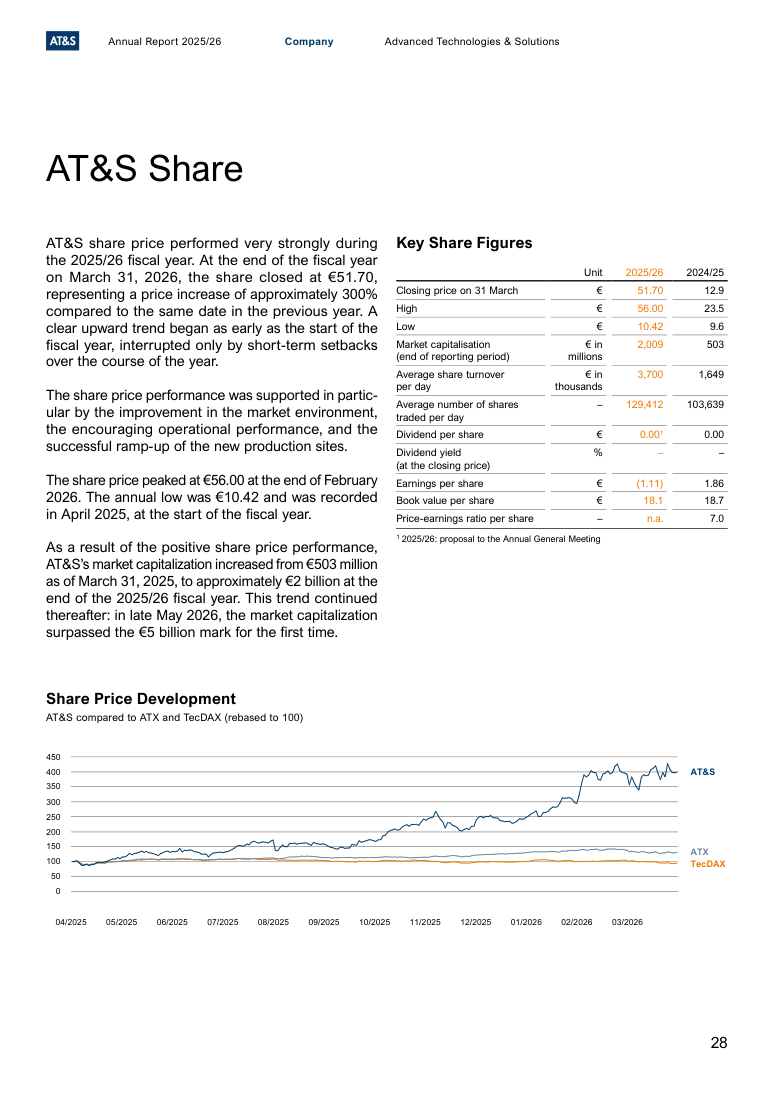 AT&S
Annual Report 2025/26
Company
Advanced Technologies & Solutions
AT&S Share
AT&S share price performed very strongly during
the 2025/26 fiscal year. At the end of the fiscal year
on March 31, 2026, the share closed at €51.70,
representing a price increase of approximately 300%
compared to the same date in the previous year. A
clear upward trend began as early as the start of the
fiscal year, interrupted only by short-term setbacks
over the course of the year.
The share price performance was supported in partic-
ular by the improvement in the market environment,
the encouraging operational performance, and the
successful ramp-up of the new production sites.
The share price peaked at €56.00 at the end of February
2026. The annual low was €10.42 and was recorded
in April 2025, at the start of the fiscal year.
As a result of the positive share price performance,
AT&S's market capitalization increased from €503 million
as of March 31, 2025, to approximately €2 billion at the
end of the 2025/26 fiscal year. This trend continued
thereafter: in late May 2026, the market capitalization
surpassed the €5 billion mark for the first time.
Key Share Figures
Unit 2025/26 2024/25
Closing price on 31 March € 51.70 12.9
High € 56.00 23.5
Low € 10.42 9.6
Market capitalisation € in 2,009 503
(end of reporting period) millions
Average share turnover € in 3,700 1,649
per day thousands
Average number of shares – 129,412 103,639
traded per day
Dividend per share € 0.00¹ 0.00
Dividend yield % – –
(at the closing price)
Earnings per share € (1.11) 1.86
Book value per share € 18.1 18.7
Price-earnings ratio per share – n.a. 7.0
¹ 2025/26: proposal to the Annual General Meeting
Share Price Development
AT&S compared to ATX and TecDAX (rebased to 100)
450
400
350
300
250
200
150
100
50
0
AT&S
ATX
TecDAX
04/2025 05/2025 06/2025 07/2025 08/2025 09/2025 10/2025 11/2025 12/2025 01/2026 02/2026 03/2026
28